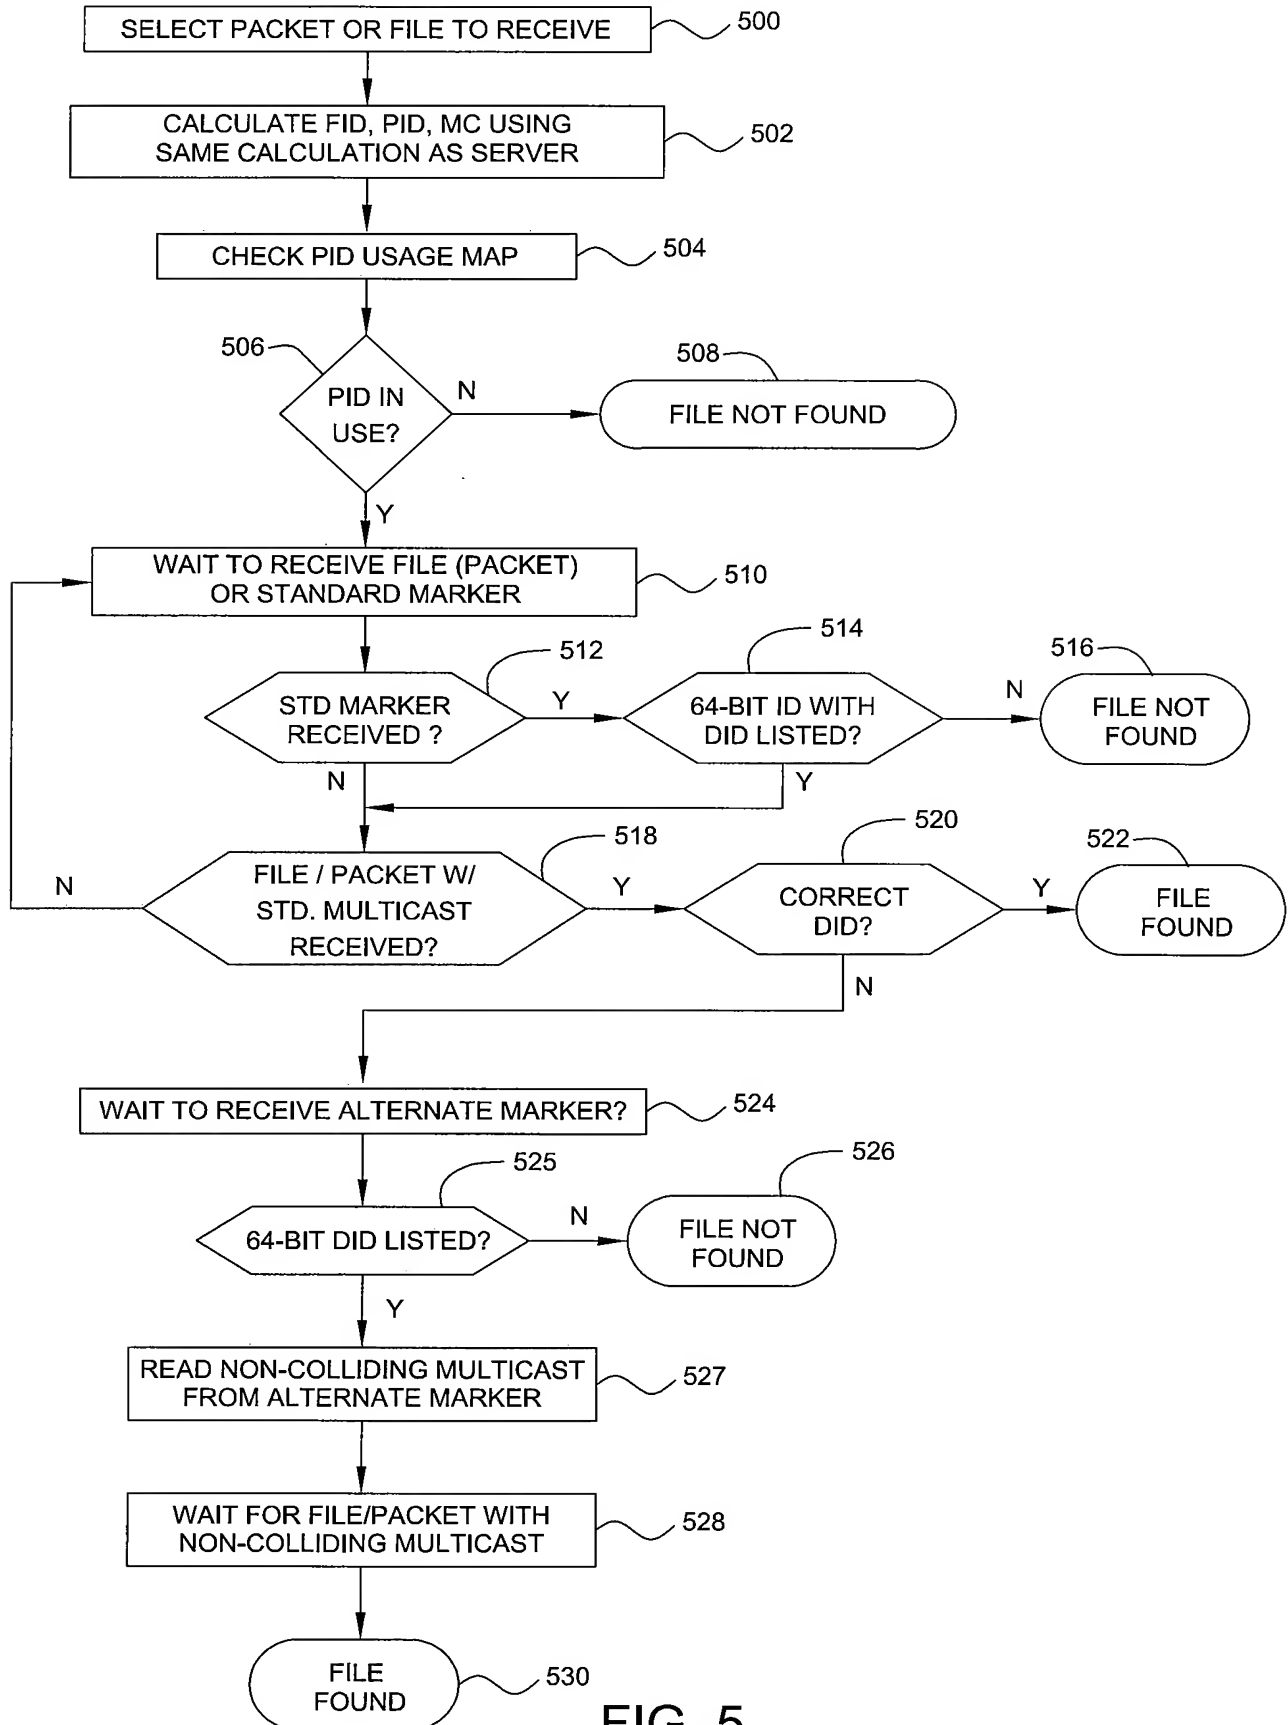 SELECT PACKET OR FILE TO RECEIVE
500
CALCULATE FID, PID, MC USING
SAME CALCULATION AS SERVER
502
CHECK PID USAGE MAP
504
506
PID IN
USE?
N
508
FILE NOT FOUND
Y
WAIT TO RECEIVE FILE (PACKET)
OR STANDARD MARKER
510
512
STD MARKER
RECEIVED ?
Y
514
64-BIT ID WITH
DID LISTED?
N
516
FILE NOT
FOUND
N
Y
518
FILE / PACKET W/
STD. MULTICAST
RECEIVED?
N
Y
520
CORRECT
DID?
Y
522
FILE
FOUND
N
WAIT TO RECEIVE ALTERNATE MARKER?
524
525
64-BIT DID LISTED?
N
526
FILE NOT
FOUND
Y
READ NON-COLLIDING MULTICAST
FROM ALTERNATE MARKER
527
WAIT FOR FILE/PACKET WITH
NON-COLLIDING MULTICAST
528
FILE
FOUND
530
FIG. 5